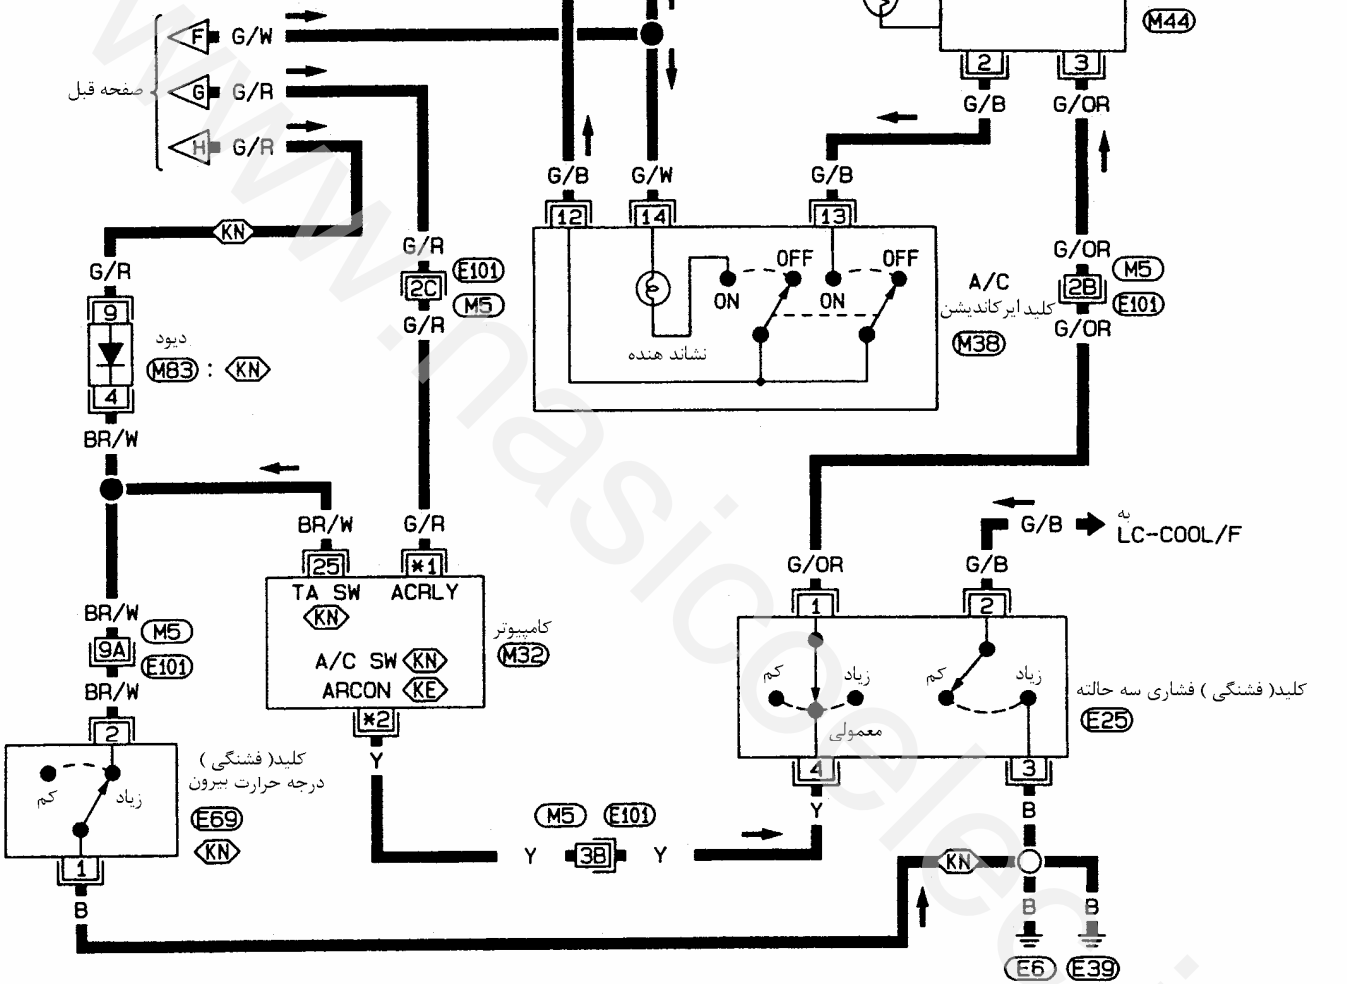 M44
F G/W
2 3
صفحه قبل
G G/R
G/B G/OR
H G/R
G/B G/W G/B
12 14 13
KN
G/R G/OR
G/R
9
2C E101
M5
G/R
OFF OFF
ON ON
A/C
کلید ایرکاندیشن
M38
2B M5
E101
G/OR
دیود
M83 : KN
نشاند هنده
4
BR/W
BR/W G/R
G/B به
LC-COOL/F
25 *1
G/OR G/B
1 2
TA SW ACRLY
KN
BR/W
9A M5
E101
BR/W
A/C SW KN
ARCON KE
کامپیوتر
M32
*2
کم زیاد
معمولی
کم زیاد
کلید( فشنگی ) فشاری سه حالته
E25
2
کم زیاد
کلید( فشنگی )
درجه حرارت بیرون
E69
KN
Y
4 3
Y B
M5 E101
Y 3B Y
1
B
KN
B B
E6 E39
www.nasicoelec